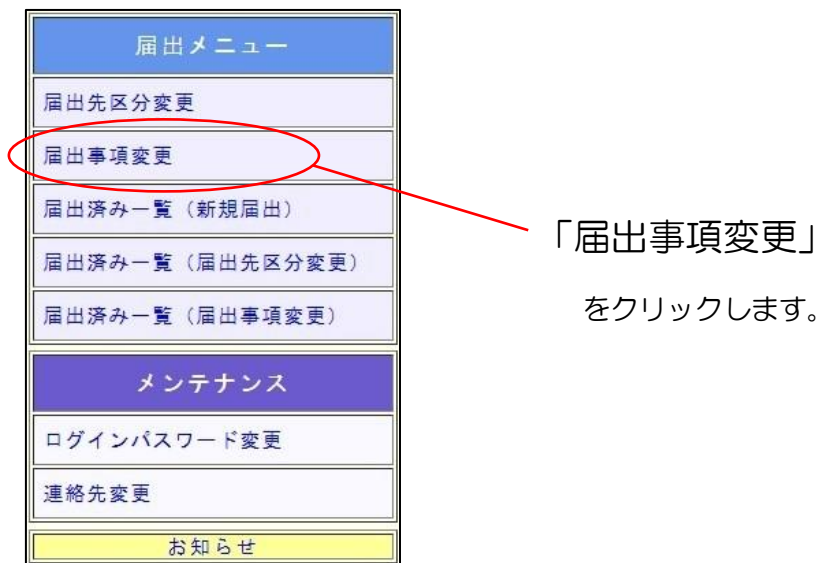 届出メニュー
届出先区分変更
届出事項変更
届出済み一覧（新規届出）
届出済み一覧（届出先区分変更）
届出済み一覧（届出事項変更）
メンテナンス
ログインパスワード変更
連絡先変更
お知らせ
「届出事項変更」
をクリックします。